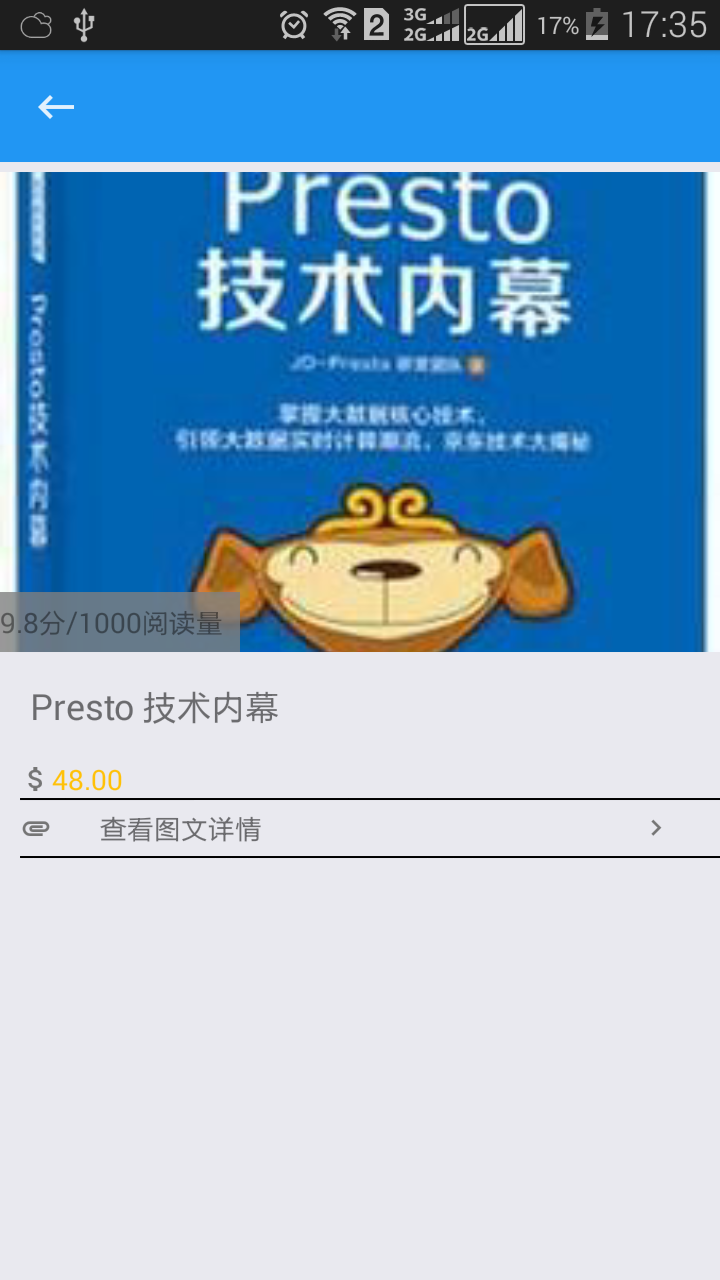 3G
2G
2
2G
17%
17:35
Presto
技术内幕
Presto技术内幕
JD-Presto 研发团队 著
掌握大数据核心技术，
引领大数据实时计算潮流，京东技术大揭秘
9.8分/1000阅读量
Presto 技术内幕
$ 48.00
查看图文详情